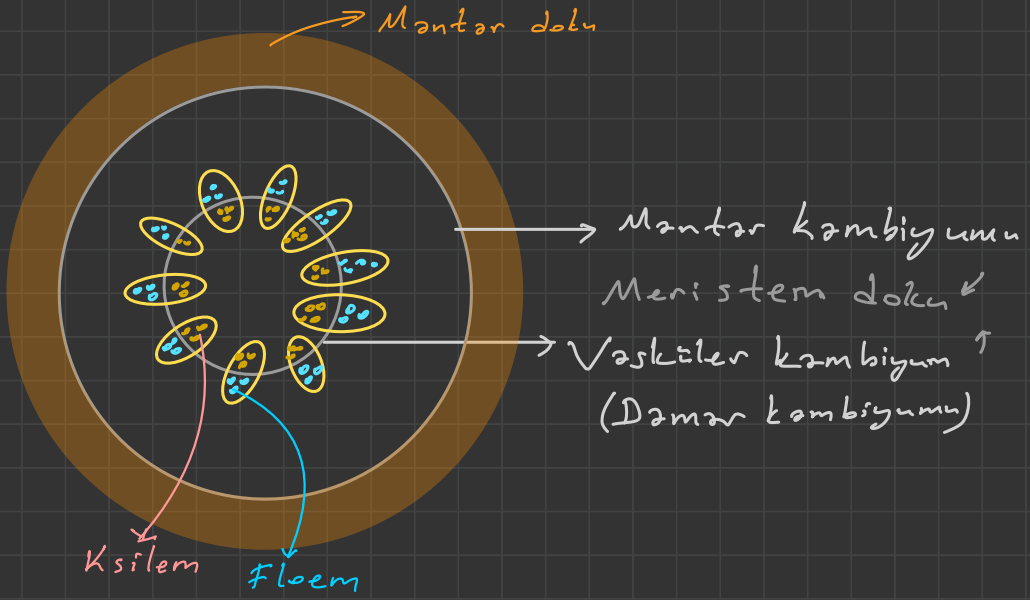 Mantar doku
Mantar kambiyumu
Meristem doku
Vasküler kambiyum
(Damar kambiyumu)
Ksilem
Floem